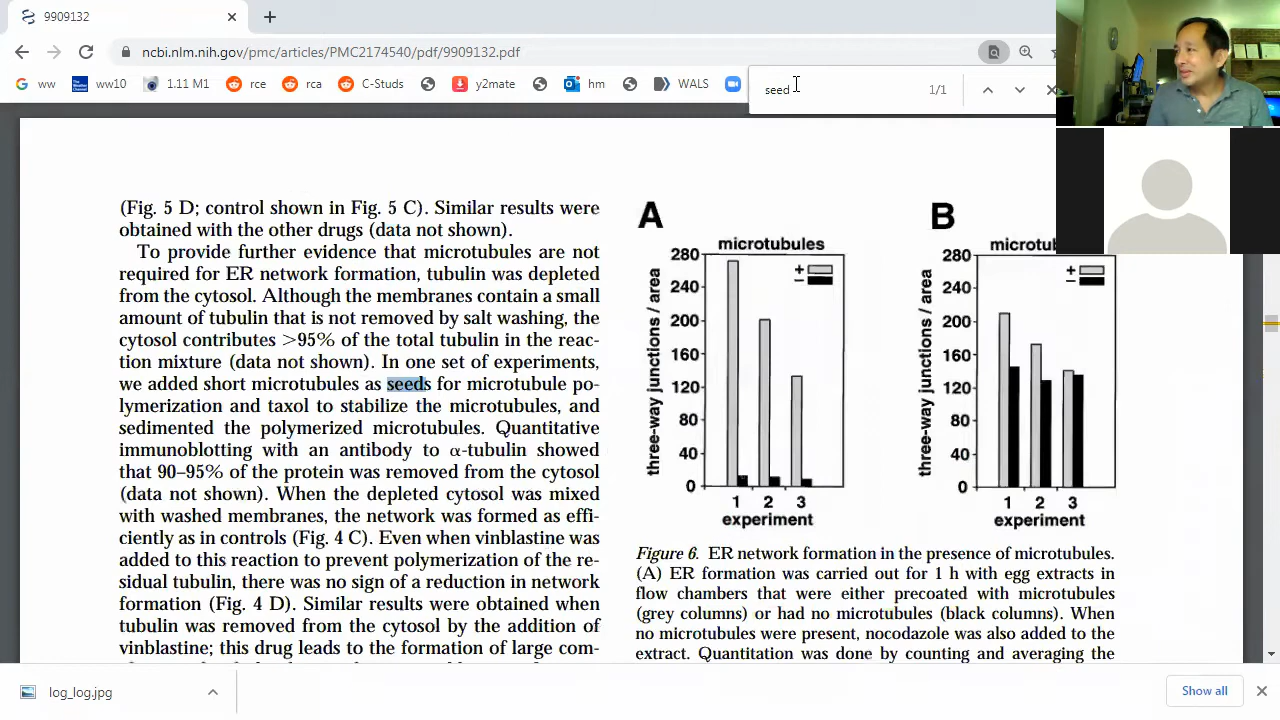 9909132
ncbi.nlm.nih.gov/pmc/articles/PMC2174540/pdf/9909132.pdf
ww
ww10
1.11 M1
rce
rca
C-Studs
y2mate
hm
WALS
seed
1/1
(Fig. 5 D; control shown in Fig. 5 C). Similar results were
obtained with the other drugs (data not shown).
To provide further evidence that microtubules are not
required for ER network formation, tubulin was depleted
from the cytosol. Although the membranes contain a small
amount of tubulin that is not removed by salt washing, the
cytosol contributes >95% of the total tubulin in the reac-
tion mixture (data not shown). In one set of experiments,
we added short microtubules as seeds for microtubule po-
lymerization and taxol to stabilize the microtubules, and
sedimented the polymerized microtubules. Quantitative
immunoblotting with an antibody to α-tubulin showed
that 90–95% of the protein was removed from the cytosol
(data not shown). When the depleted cytosol was mixed
with washed membranes, the network was formed as effi-
ciently as in controls (Fig. 4 C). Even when vinblastine was
added to this reaction to prevent polymerization of the re-
sidual tubulin, there was no sign of a reduction in network
formation (Fig. 4 D). Similar results were obtained when
tubulin was removed from the cytosol by the addition of
vinblastine; this drug leads to the formation of large com-
A
microtubules
+
−
three-way junctions / area
280
240
200
160
120
80
40
0
1 2 3
experiment
B
microtub
+
−
three-way junctions / area
280
240
200
160
120
80
40
0
1 2 3
experiment
Figure 6. ER network formation in the presence of microtubules.
(A) ER formation was carried out for 1 h with egg extracts in
flow chambers that were either precoated with microtubules
(grey columns) or had no microtubules (black columns). When
no microtubules were present, nocodazole was also added to the
extract. Quantitation was done by counting and averaging the
log_log.jpg
Show all